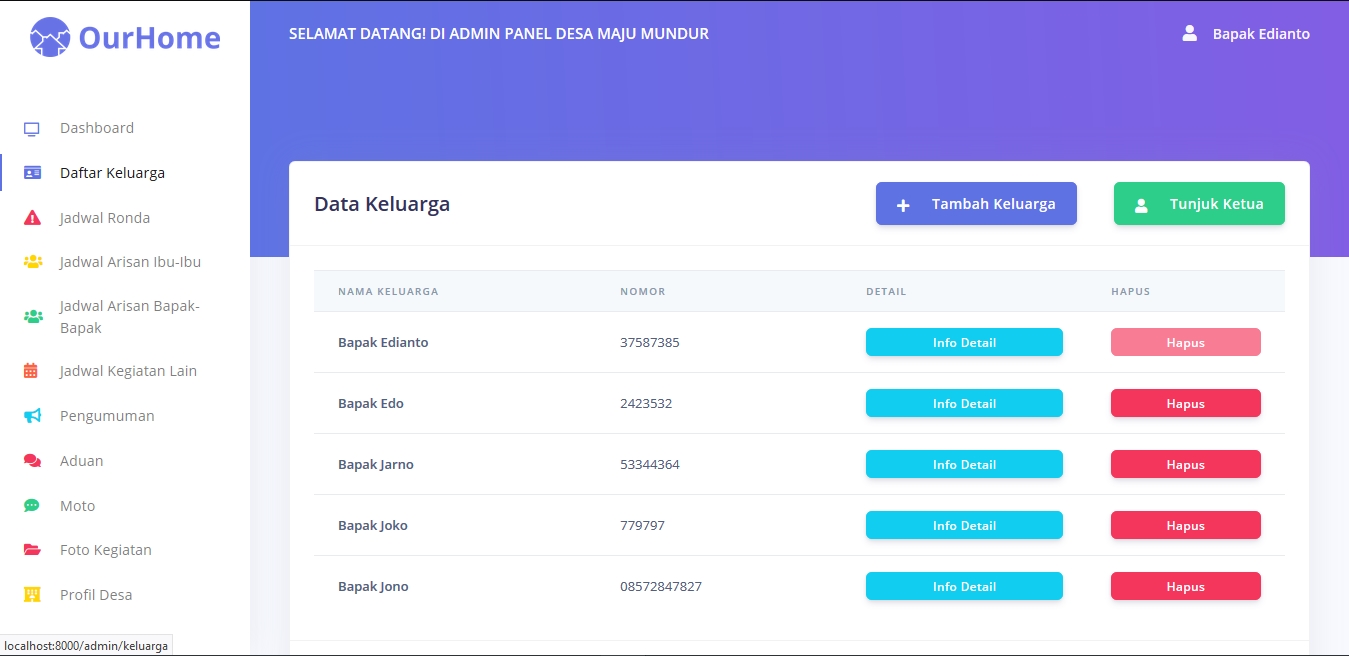 OurHome
SELAMAT DATANG! DI ADMIN PANEL DESA MAJU MUNDUR
Bapak Edianto
Dashboard
Daftar Keluarga
Jadwal Ronda
Jadwal Arisan Ibu-Ibu
Jadwal Arisan Bapak-
Bapak
Jadwal Kegiatan Lain
Pengumuman
Aduan
Moto
Foto Kegiatan
Profil Desa
Data Keluarga
Tambah Keluarga
Tunjuk Ketua
NAMA KELUARGA NOMOR DETAIL HAPUS
Bapak Edianto 37587385 Info Detail Hapus
Bapak Edo 2423532 Info Detail Hapus
Bapak Jarno 53344364 Info Detail Hapus
Bapak Joko 779797 Info Detail Hapus
Bapak Jono 08572847827 Info Detail Hapus
localhost:8000/admin/keluarga